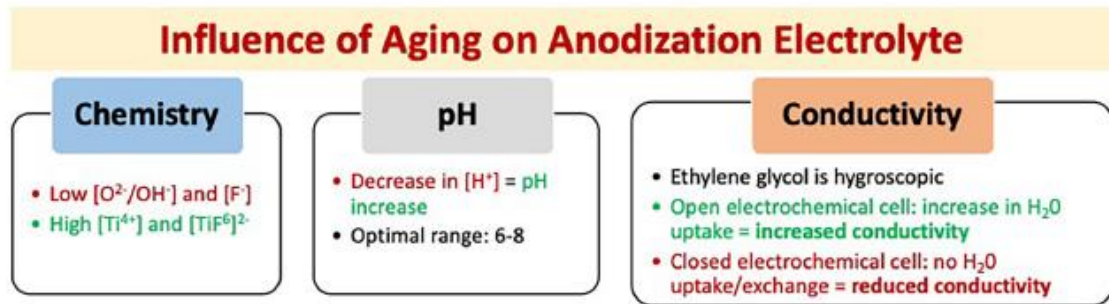 Influence of Aging on Anodization Electrolyte
Chemistry
• Low [O²⁻/OH⁻] and [F⁻]
• High [Ti⁴⁺] and [TiF⁶]²⁻
pH
• Decrease in [H⁺] = pH
increase
• Optimal range: 6-8
Conductivity
• Ethylene glycol is hygroscopic
• Open electrochemical cell: increase in H₂0
uptake = increased conductivity
• Closed electrochemical cell: no H₂0
uptake/exchange = reduced conductivity